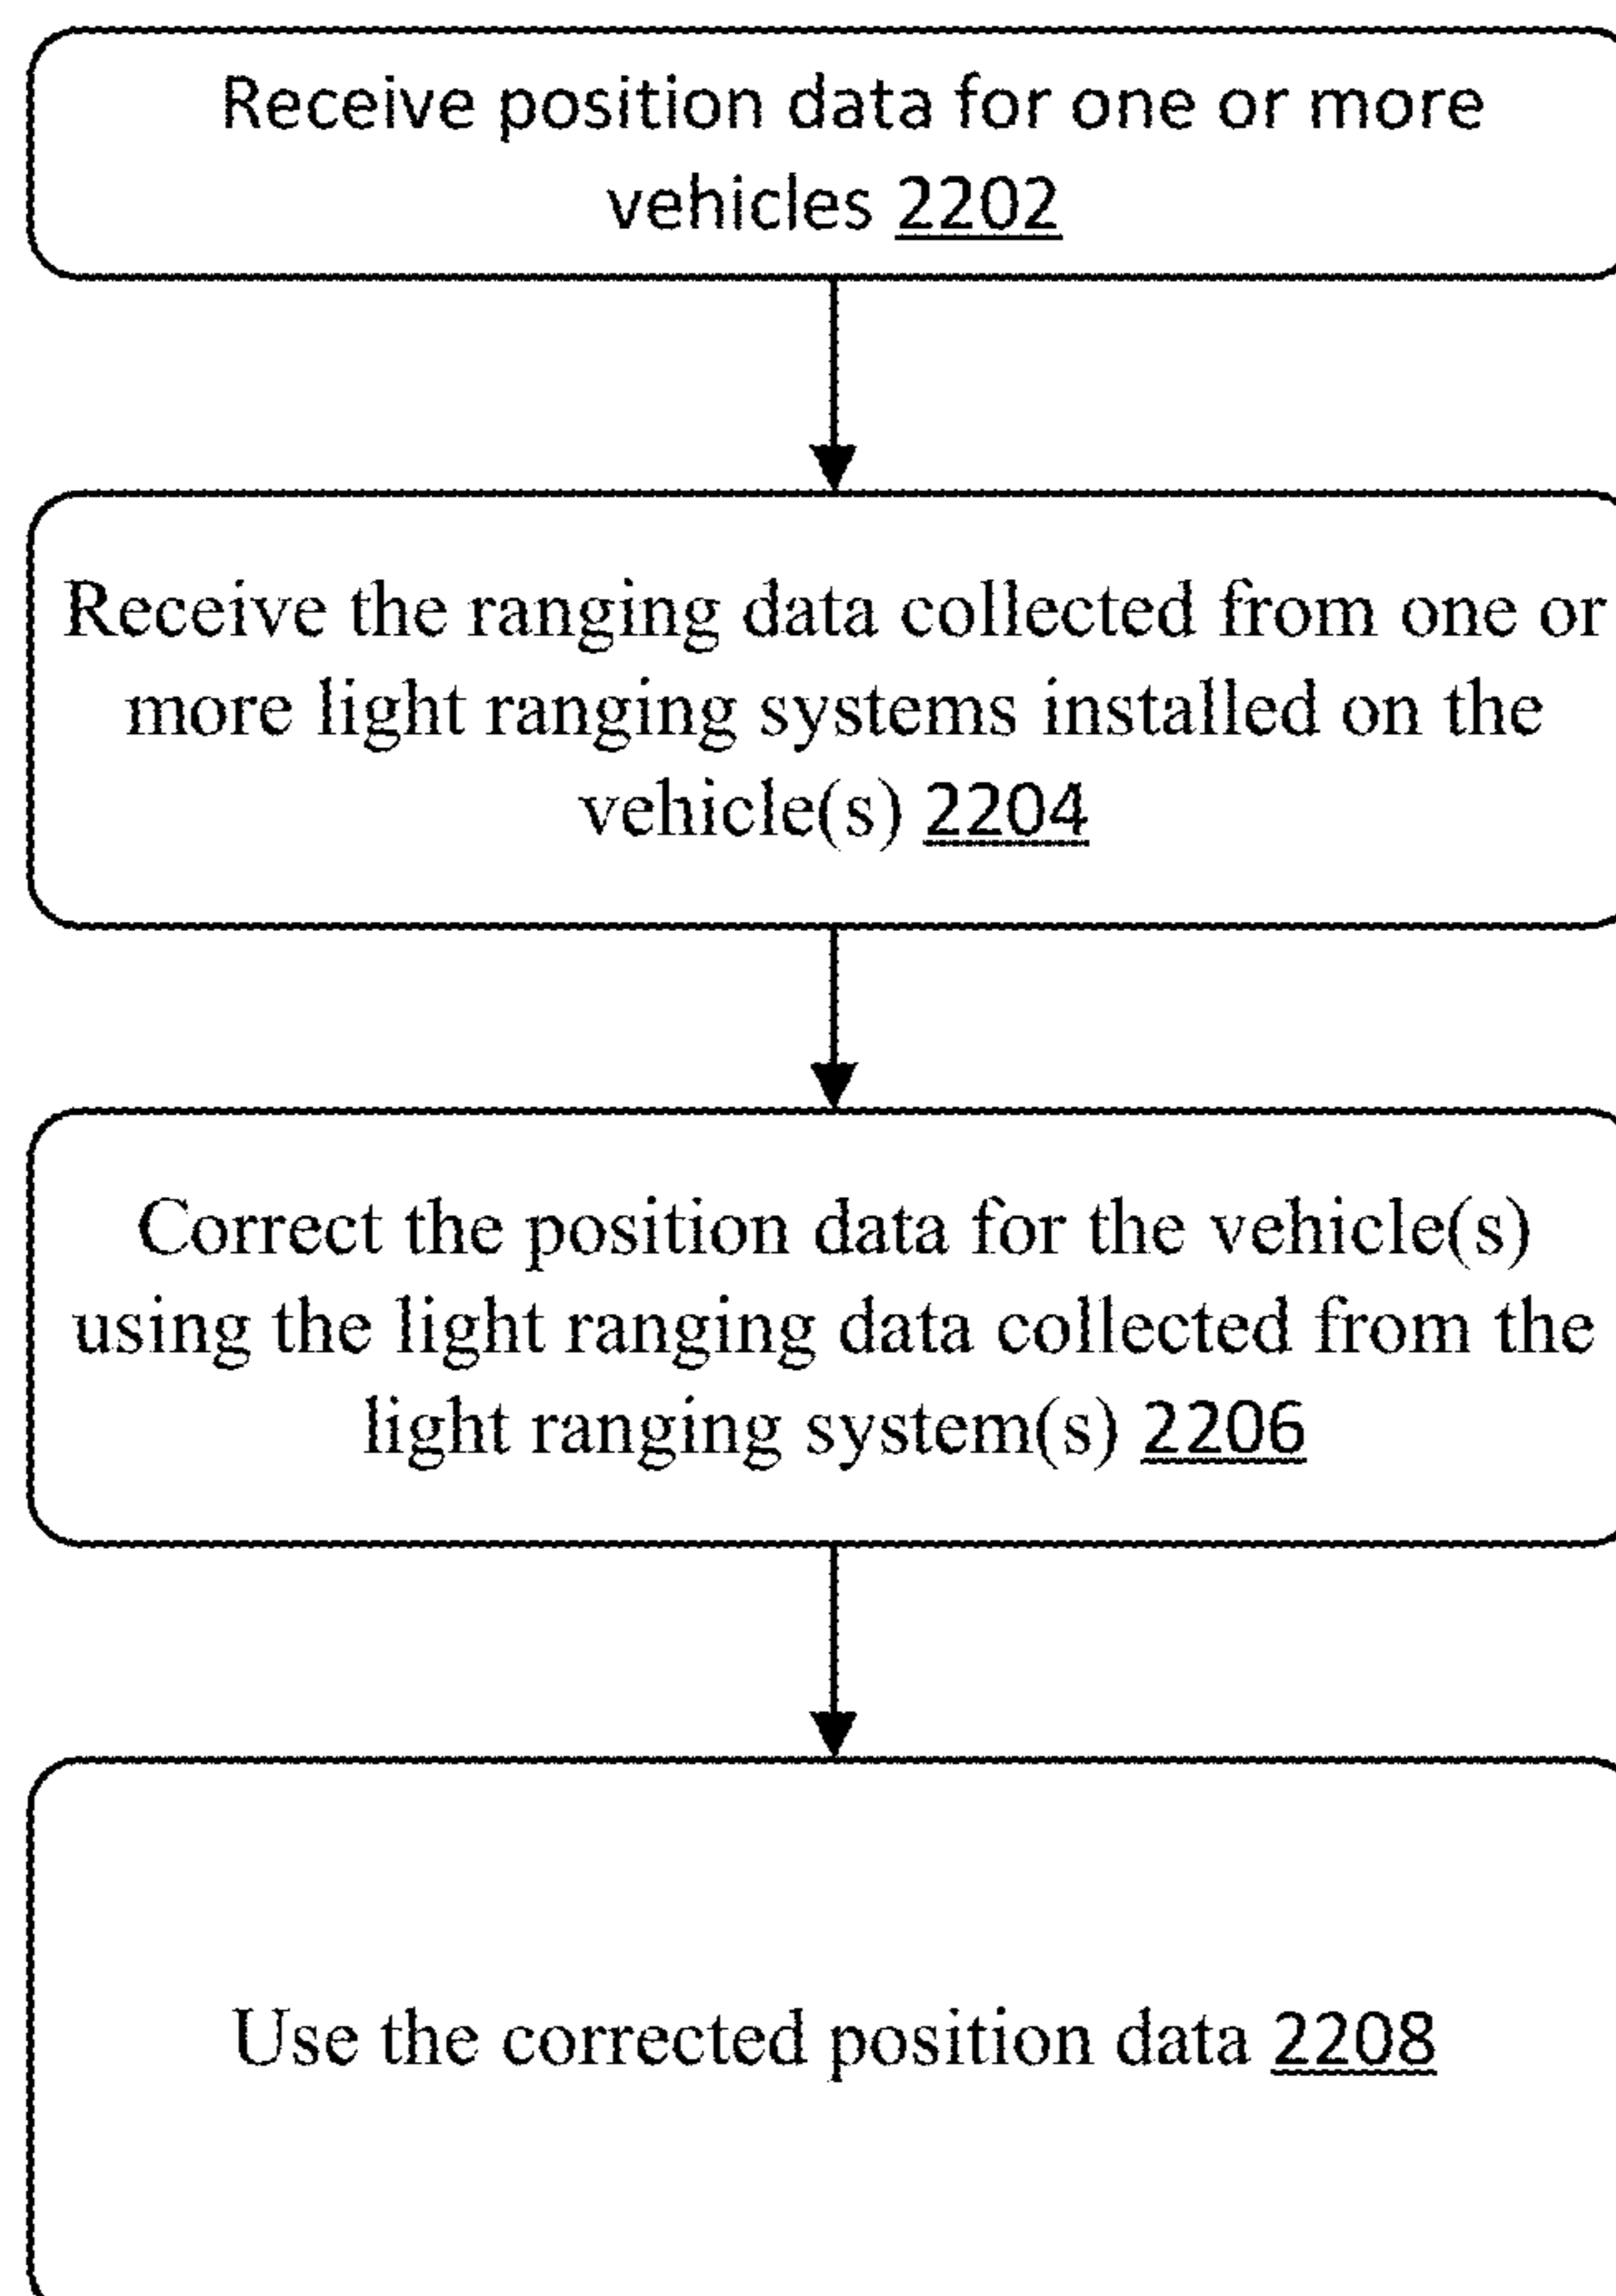 Receive position data for one or more
vehicles 2202
Receive the ranging data collected from one or
more light ranging systems installed on the
vehicle(s) 2204
Correct the position data for the vehicle(s)
using the light ranging data collected from the
light ranging system(s) 2206
Use the corrected position data 2208